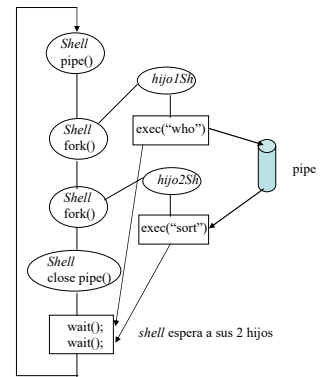 Shell
pipe()
hijo1Sh
Shell
fork()
exec(“who”)
pipe
hijo2Sh
Shell
fork()
exec(“sort”)
Shell
close pipe()
wait();
wait();
shell espera a sus 2 hijos